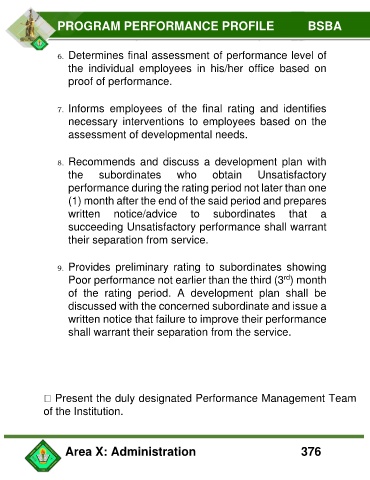 PROGRAM PERFORMANCE PROFILE BSBA
6. Determines final assessment of performance level of
the individual employees in his/her office based on
proof of performance.
7. Informs employees of the final rating and identifies
necessary interventions to employees based on the
assessment of developmental needs.
8. Recommends and discuss a development plan with
the subordinates who obtain Unsatisfactory
performance during the rating period not later than one
(1) month after the end of the said period and prepares
written notice/advice to subordinates that a
succeeding Unsatisfactory performance shall warrant
their separation from service.
9. Provides preliminary rating to subordinates showing
Poor performance not earlier than the third (3rd) month
of the rating period. A development plan shall be
discussed with the concerned subordinate and issue a
written notice that failure to improve their performance
shall warrant their separation from the service.
□ Present the duly designated Performance Management Team
of the Institution.
Area X: Administration 376